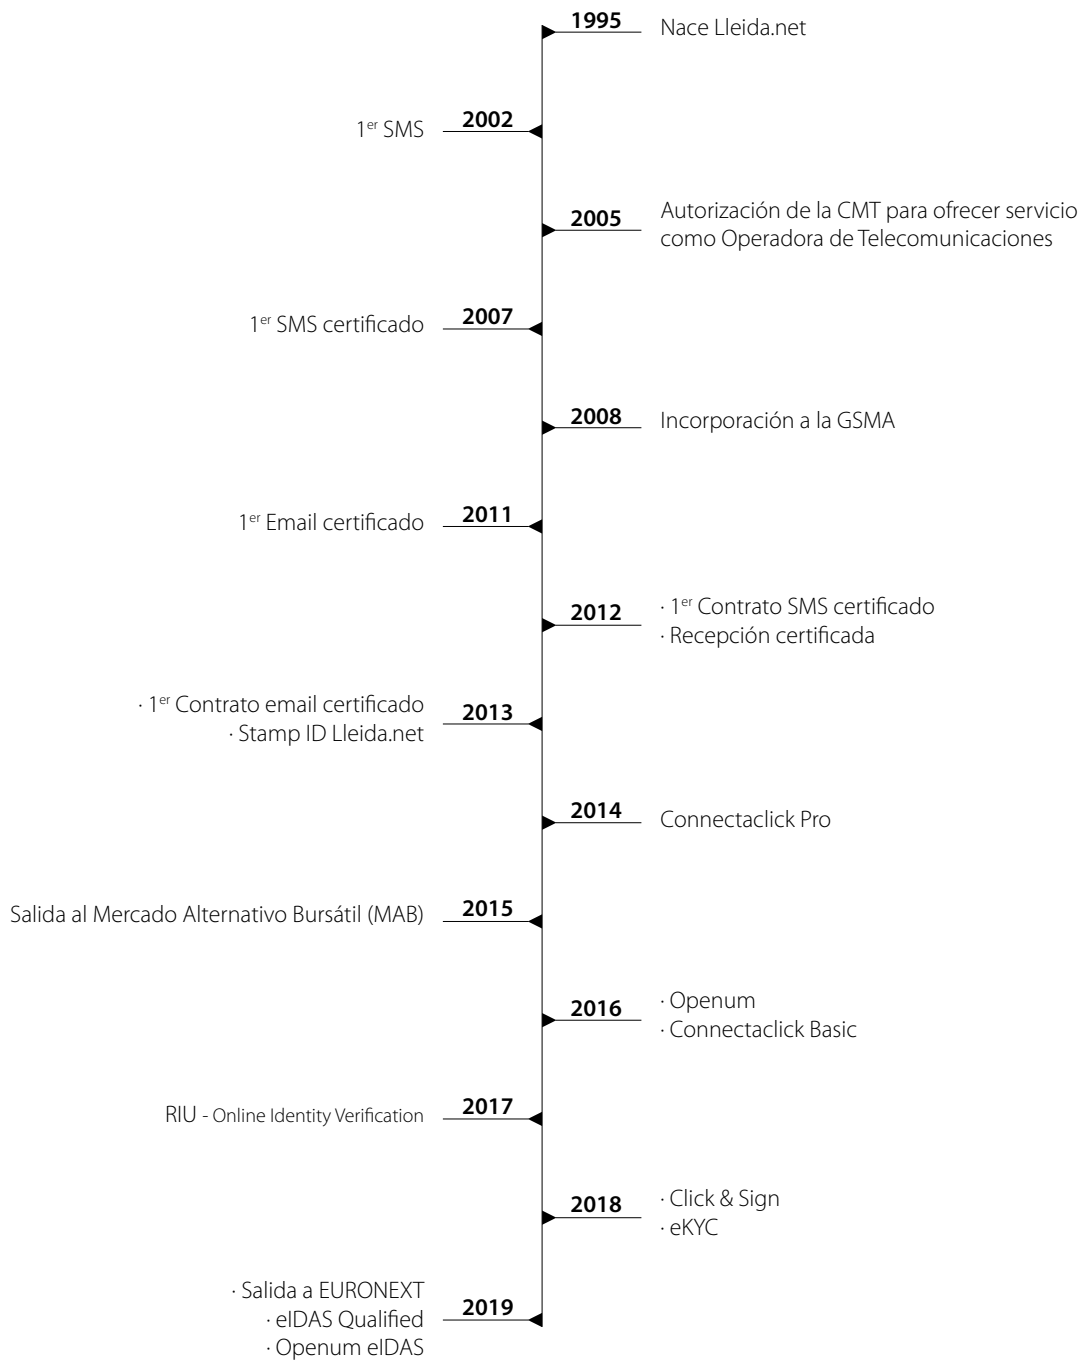 1995
Nace Lleida.net
1er SMS
2002
2005
Autorización de la CMT para ofrecer servicio
como Operadora de Telecomunicaciones
1er SMS certificado
2007
2008
Incorporación a la GSMA
1er Email certificado
2011
2012
· 1er Contrato SMS certificado
· Recepción certificada
· 1er Contrato email certificado
· Stamp ID Lleida.net
2013
2014
Connectaclick Pro
Salida al Mercado Alternativo Bursátil (MAB)
2015
2016
· Openum
· Connectaclick Basic
RIU - Online Identity Verification
2017
2018
· Click & Sign
· eKYC
· Salida a EURONEXT
· eIDAS Qualified
· Openum eIDAS
2019